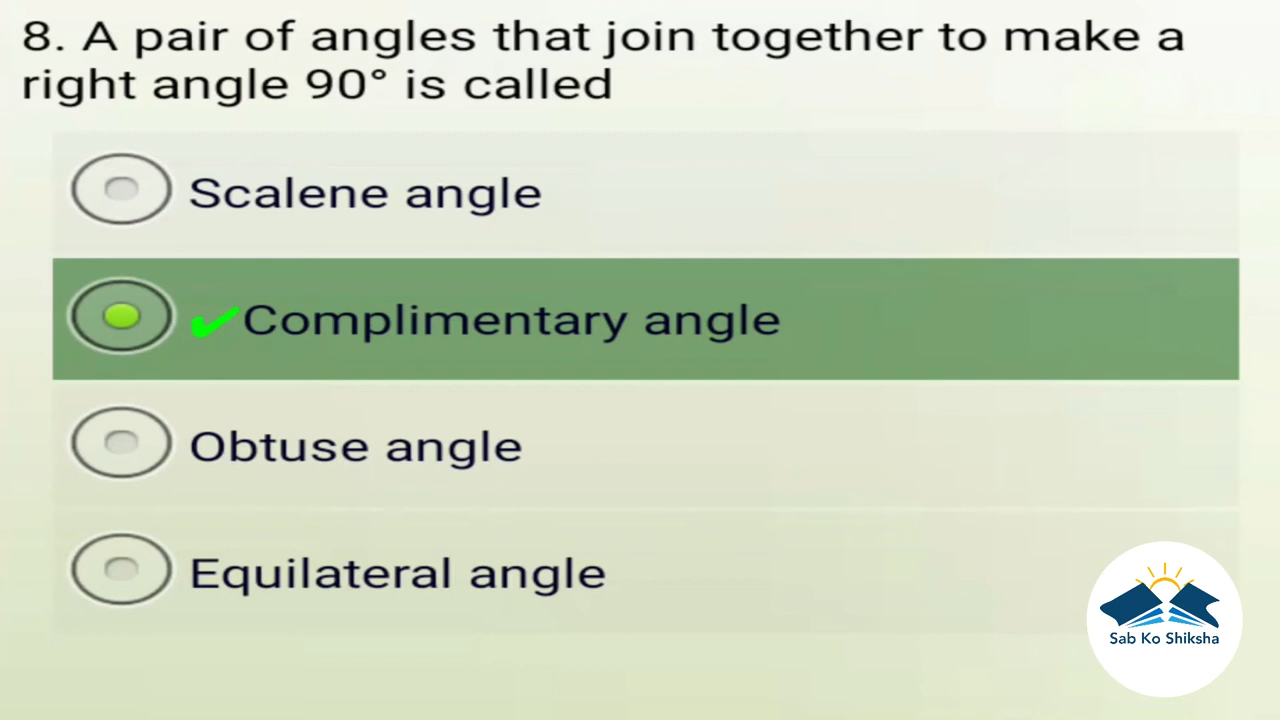 8. A pair of angles that join together to make a
right angle 90° is called
Scalene angle
✔Complimentary angle
Obtuse angle
Equilateral angle
Sab Ko Shiksha